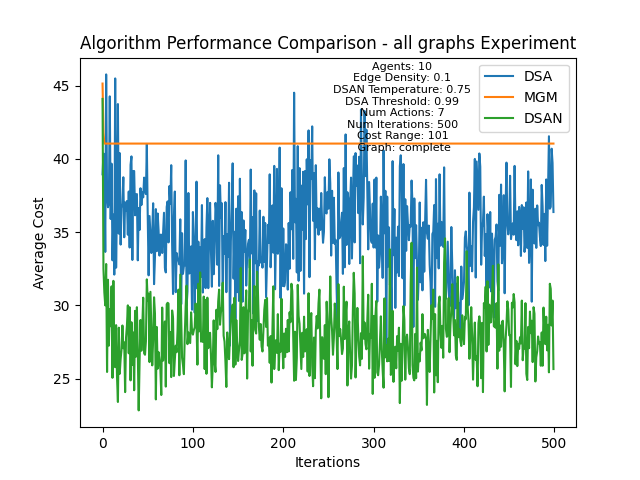 Algorithm Performance Comparison - all graphs Experiment
Agents: 10
Edge Density: 0.1
DSAN Temperature: 0.75
DSA Threshold: 0.99
Num Actions: 7
Num Iterations: 500
Cost Range: 101
Graph: complete
DSA
MGM
DSAN
Average Cost
45
40
35
30
25
0
100
200
300
400
500
Iterations